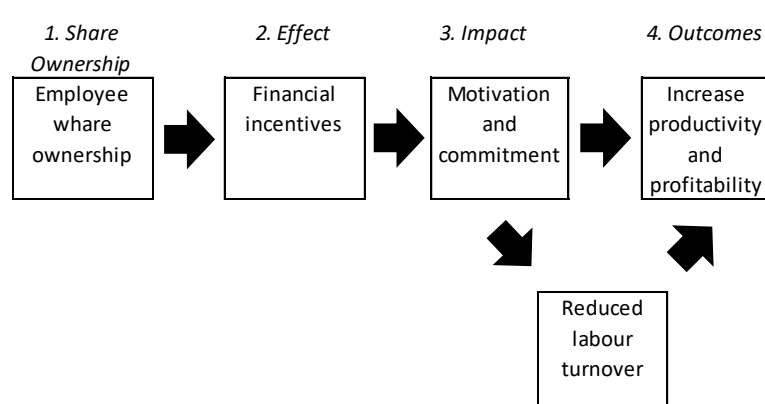 1. Share
Ownership
2. Effect
3. Impact
4. Outcomes
Employee
whare
ownership
Financial
incentives
Motivation
and
commitment
Increase
productivity
and
profitability
Reduced
labour
turnover